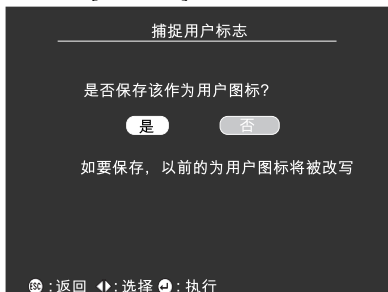 捕捉用户标志
是否保存该作为用户图标?
是 否
如要保存，以前的为用户图标将被改写
ESC :返回 :选择 :执行